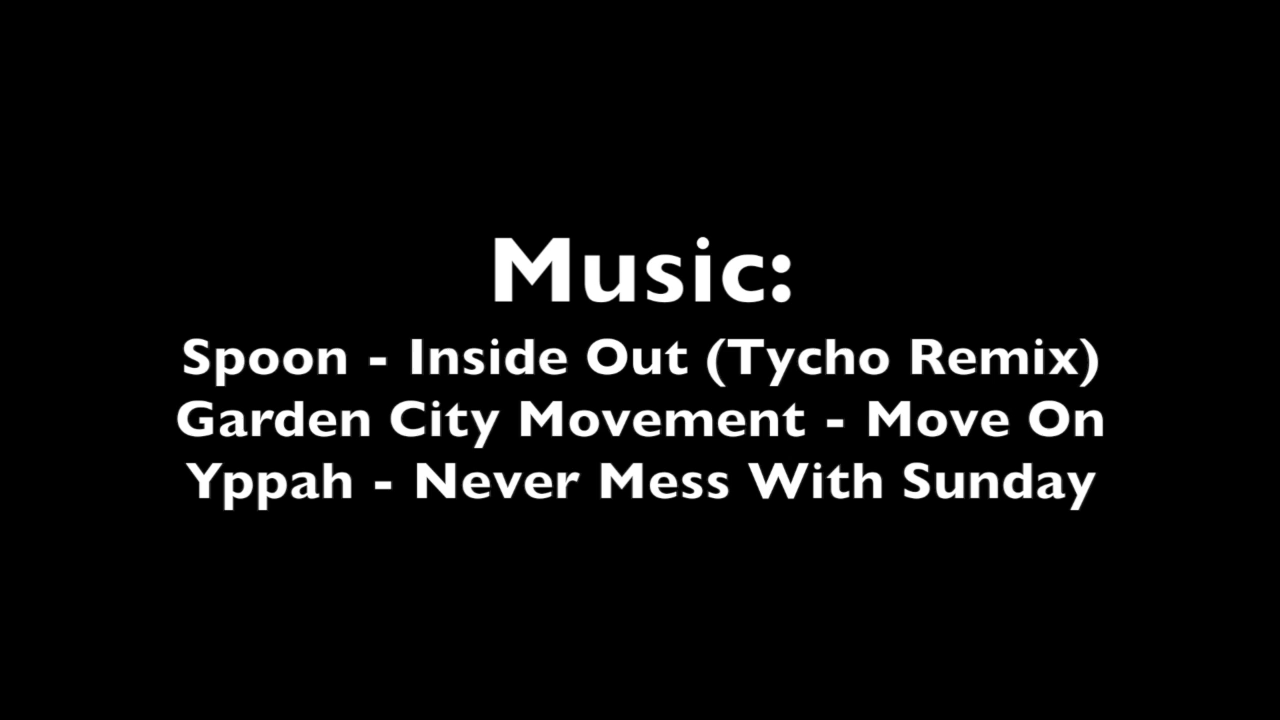 Music:
Spoon - Inside Out (Tycho Remix)
Garden City Movement - Move On
Yppah - Never Mess With Sunday